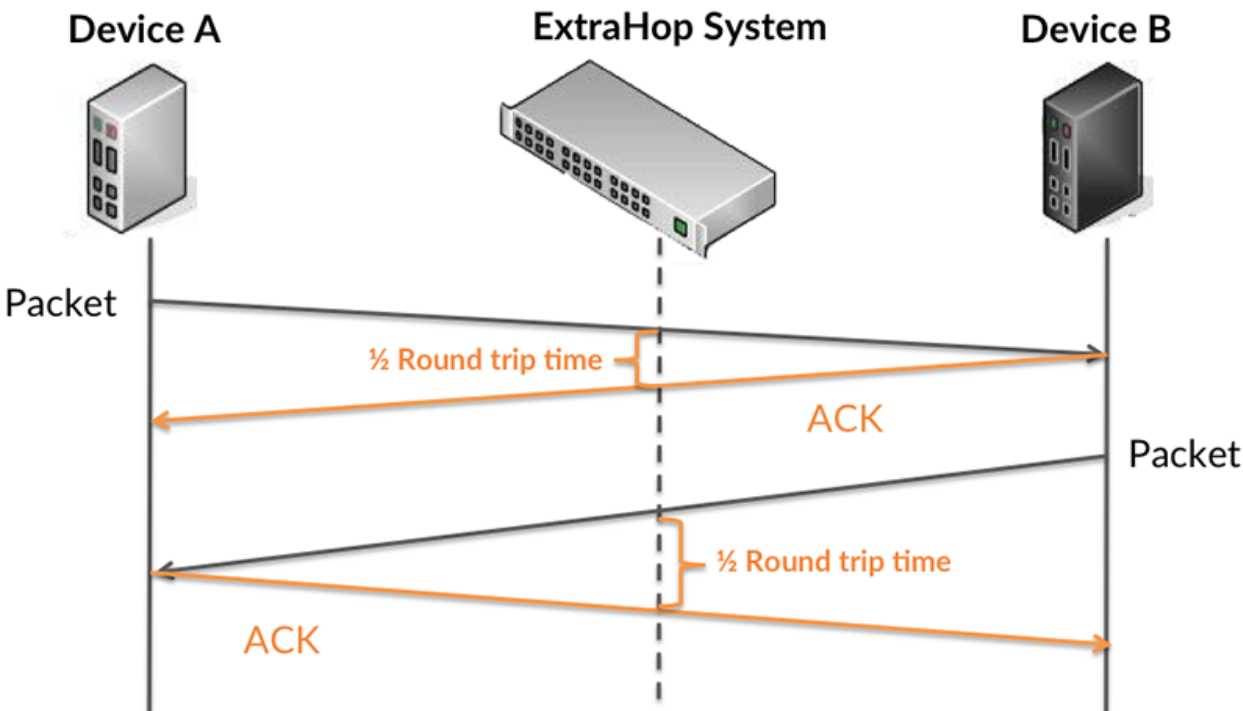 Device A
ExtraHop System
Device B
Packet
½ Round trip time
ACK
Packet
½ Round trip time
ACK